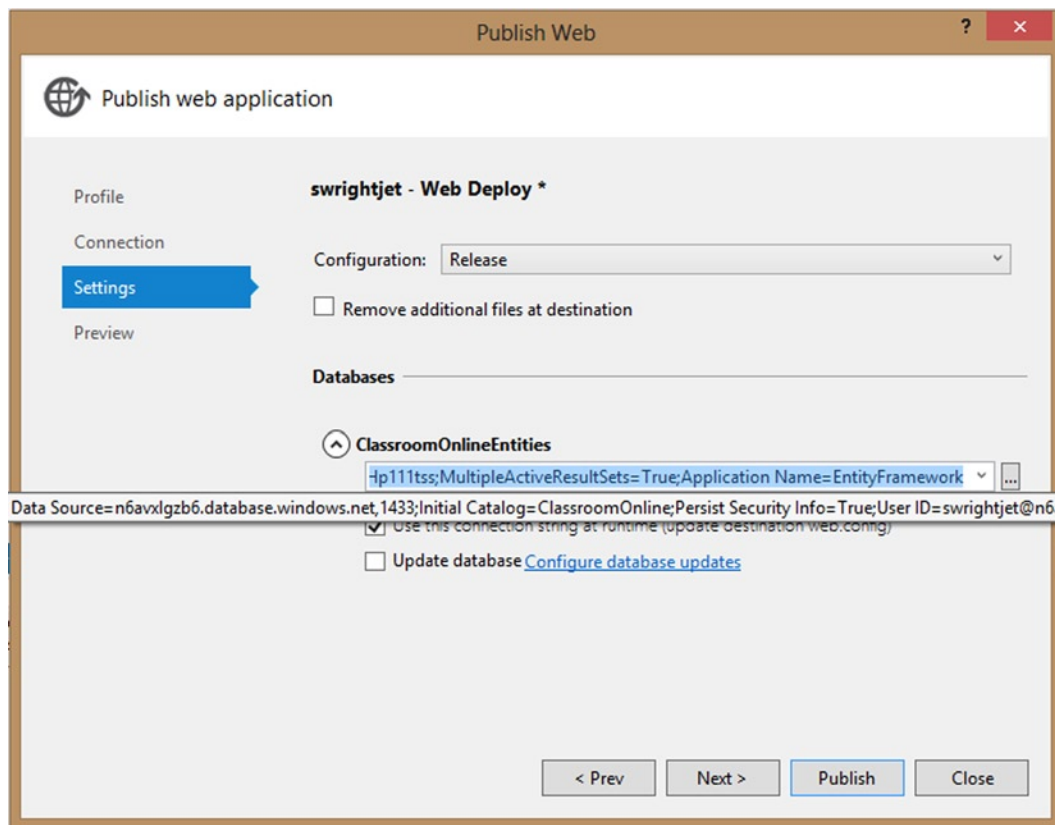 Publish Web
?
Publish web application
Profile
Connection
Settings
Preview
swrightjet - Web Deploy *
Configuration: Release
Remove additional files at destination
Databases
ClassroomOnlineEntities
Hp111tss;MultipleActiveResultSets=True;Application Name=EntityFramework ...
Data Source=n6avxlgzb6.database.windows.net,1433;Initial Catalog=ClassroomOnline;Persist Security Info=True;User ID=swrightjet@n6
Use this connection string at runtime (update destination web.config)
Update database Configure database updates
< Prev Next > Publish Close